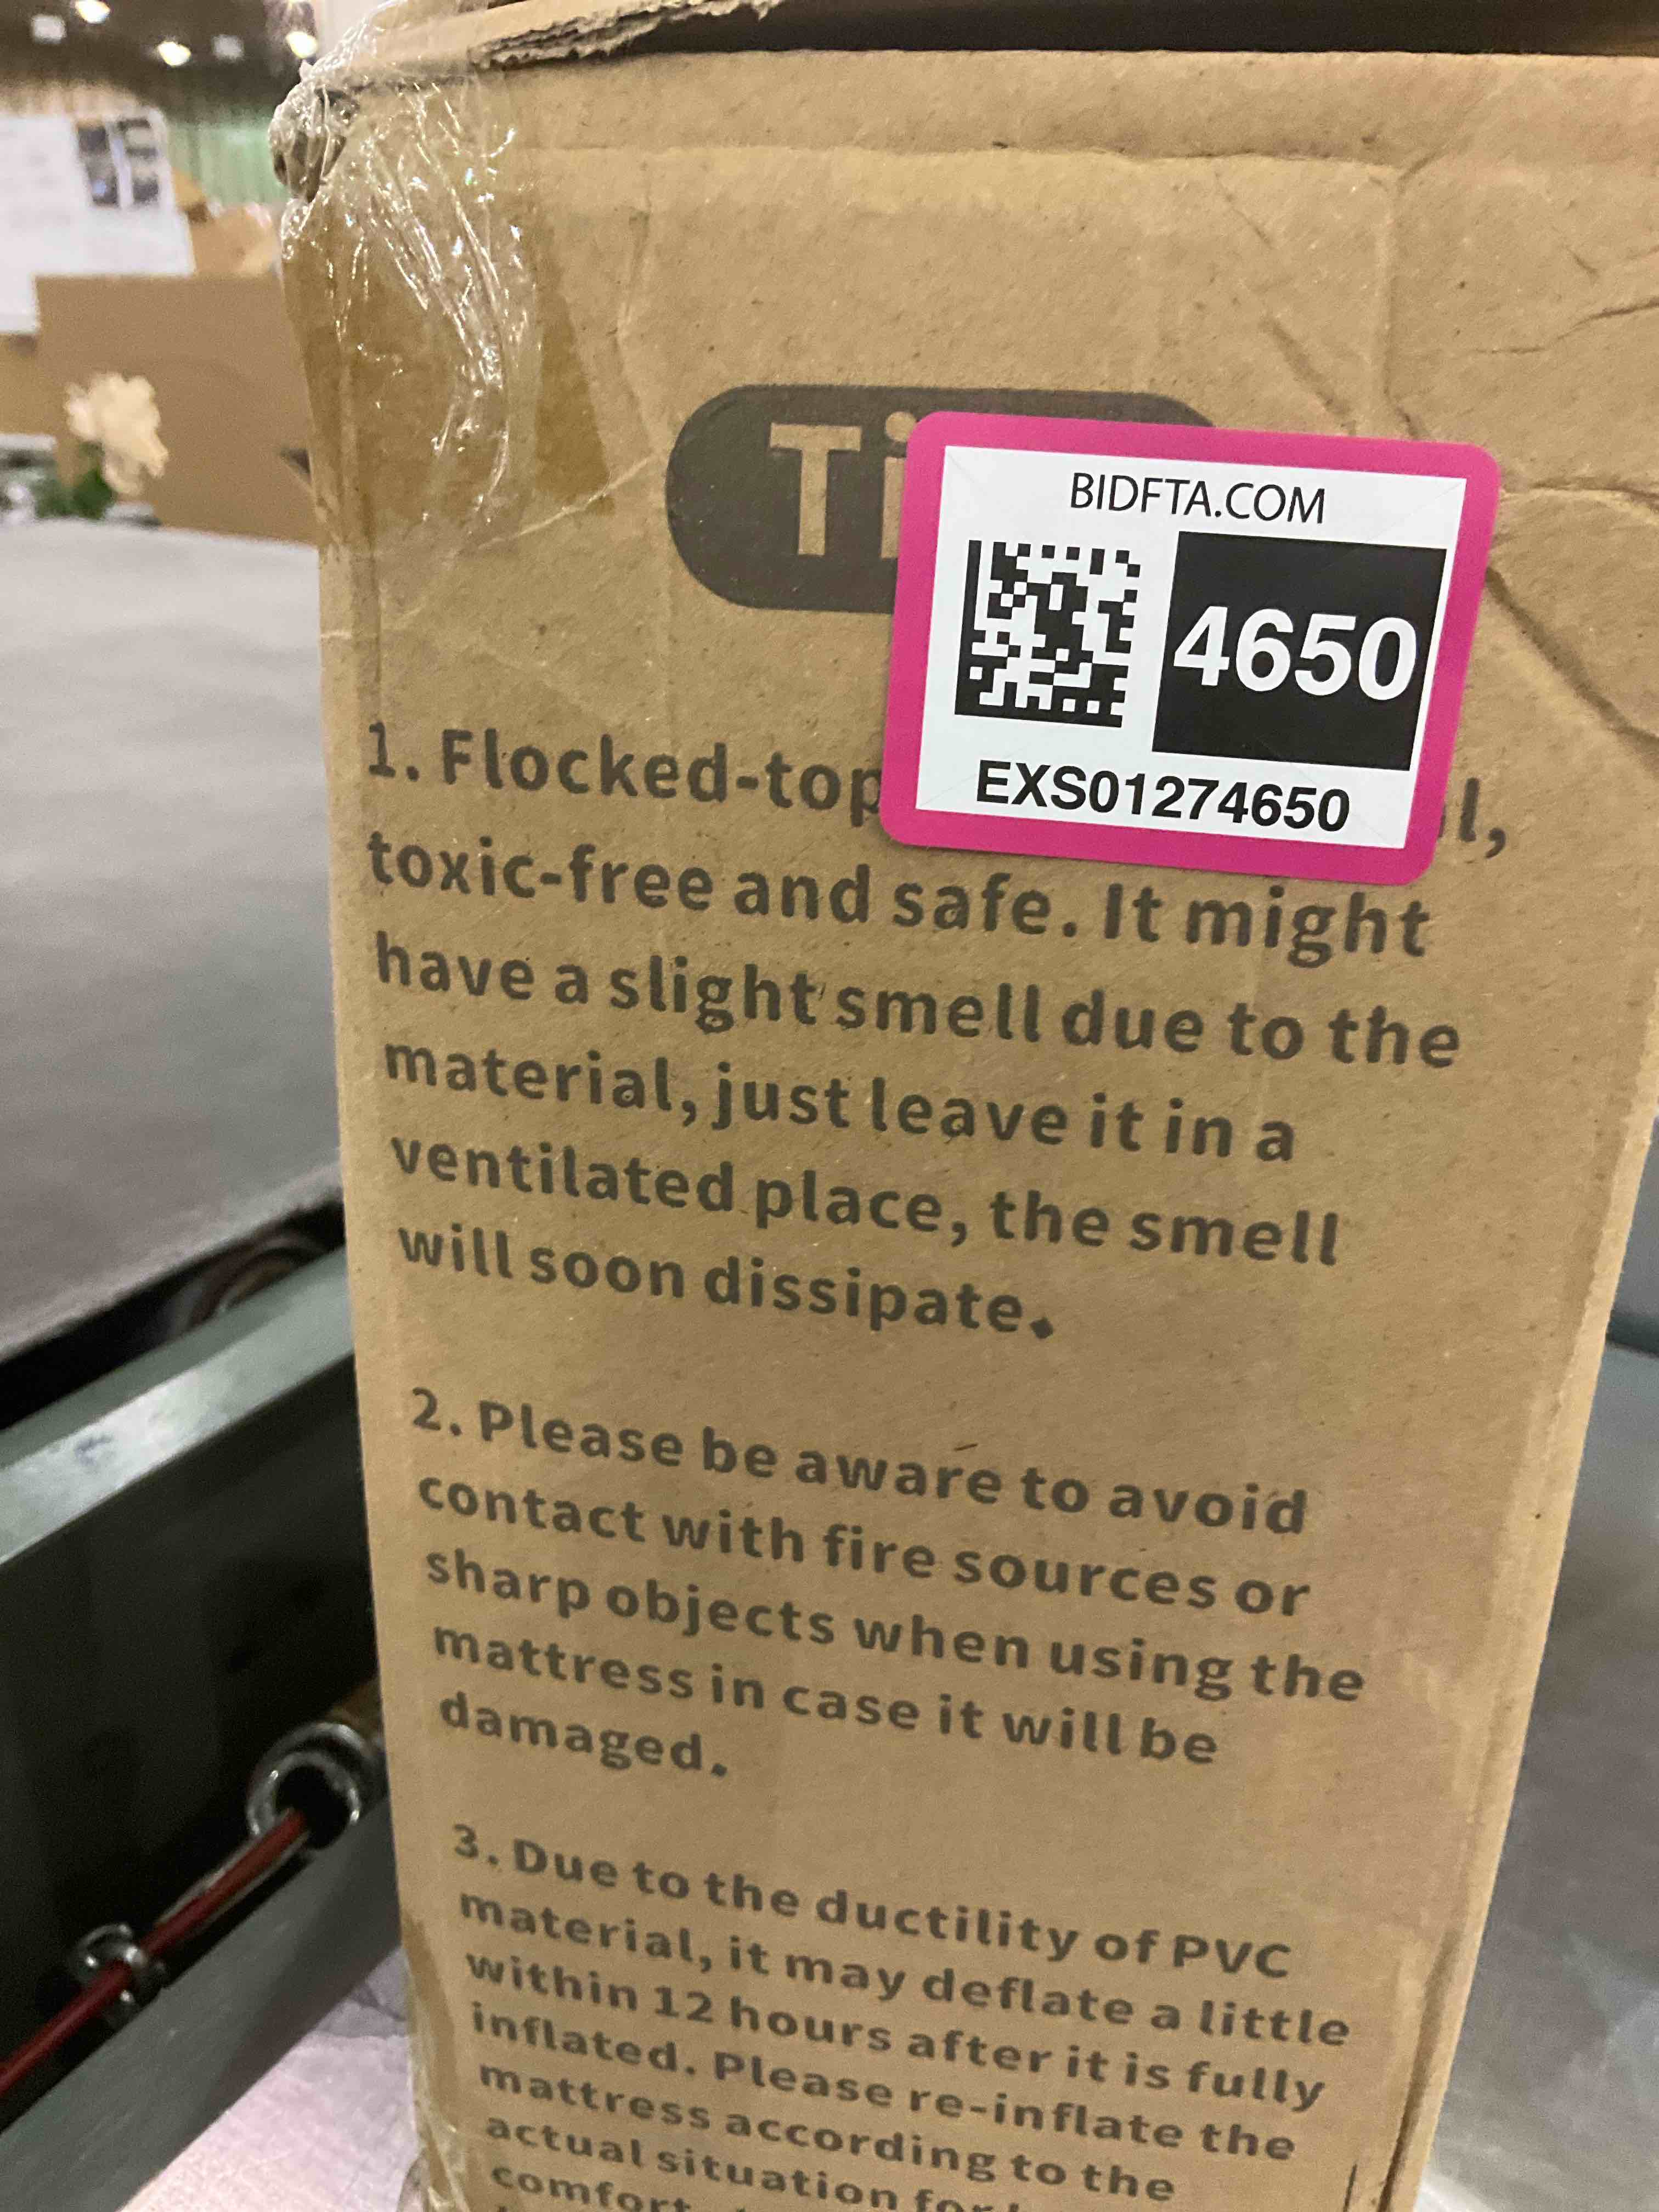 Ti
BIDFTA.COM
4650
EXS01274650
1. Flocked-top l,
toxic-free and safe. It might
have a slight smell due to the
material, just leave it in a
ventilated place, the smell
will soon dissipate.
2. Please be aware to avoid
contact with fire sources or
sharp objects when using the
mattress in case it will be
damaged.
3. Due to the ductility of PVC
material, it may deflate a little
within 12 hours after it is fully
inflated. Please re-inflate the
mattress according to the
actual situation for
comfort